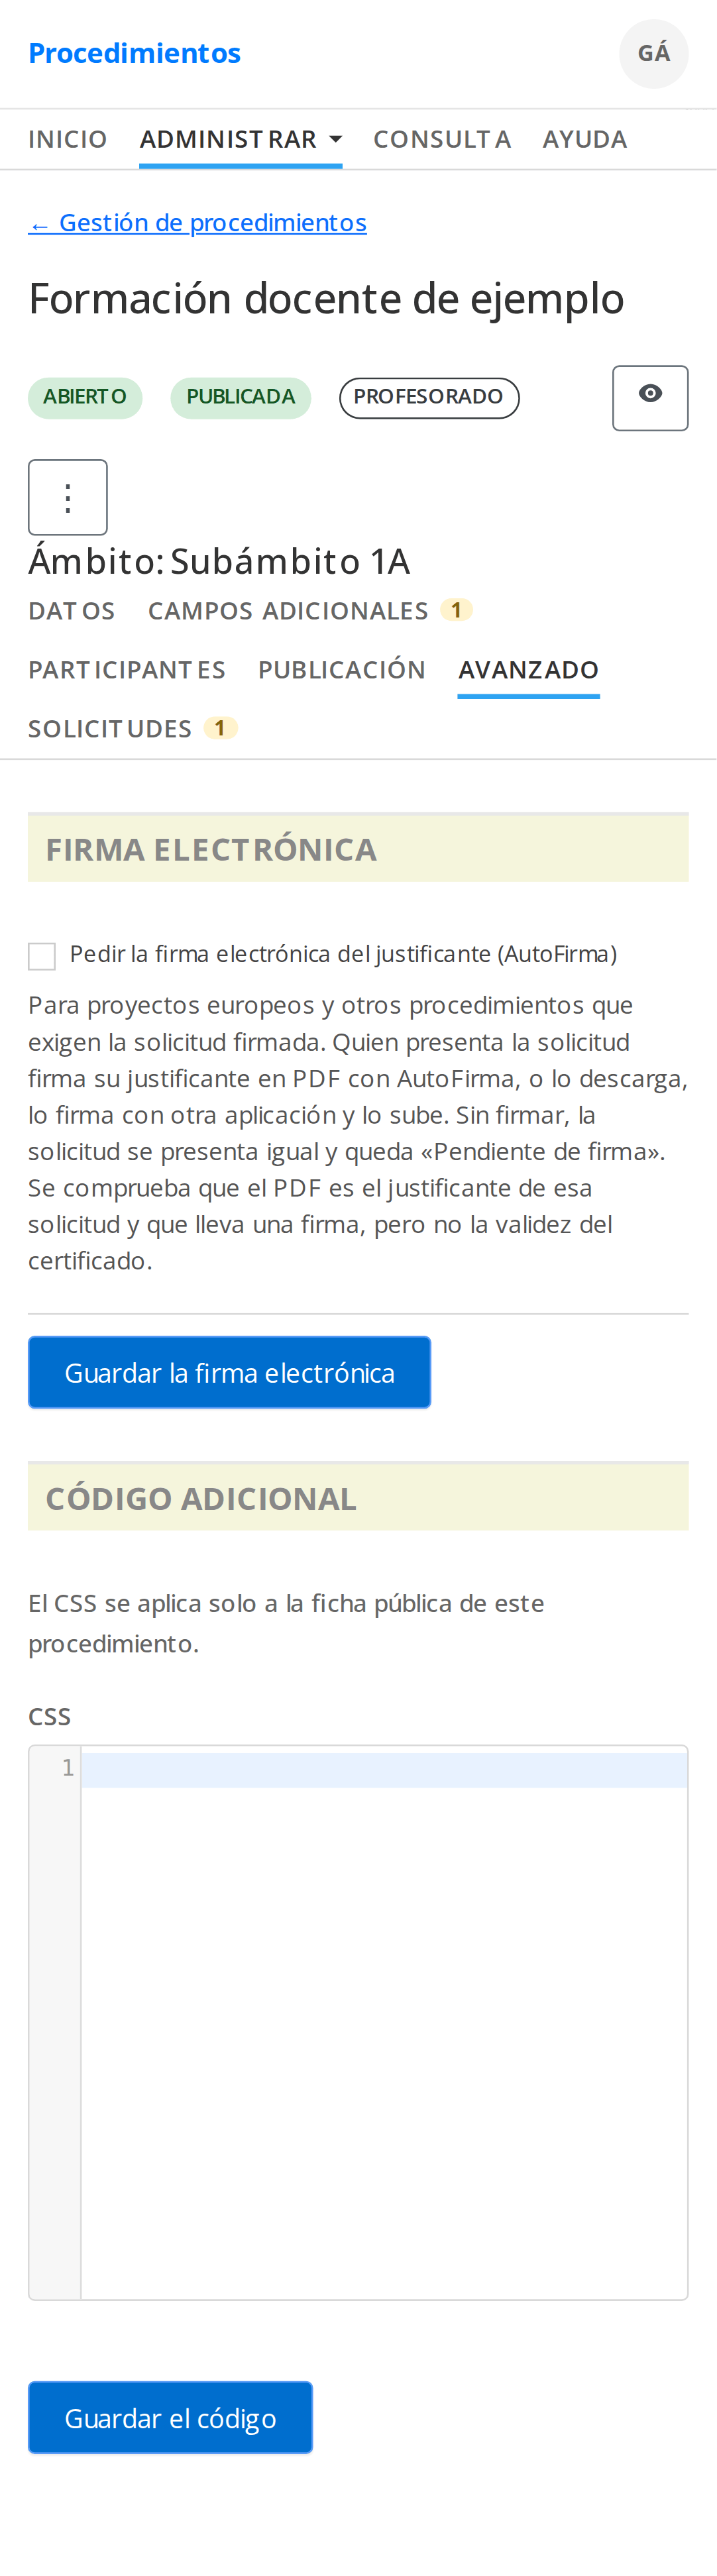 Procedimientos
GÁ
INICIO ADMINISTRAR CONSULTA AYUDA
← Gestión de procedimientos
Formación docente de ejemplo
ABIERTO PUBLICADA PROFESORADO
⋮
Ámbito: Subámbito 1A
DATOS CAMPOS ADICIONALES 1
PARTICIPANTES PUBLICACIÓN AVANZADO
SOLICITUDES 1
FIRMA ELECTRÓNICA
Pedir la firma electrónica del justificante (AutoFirma)
Para proyectos europeos y otros procedimientos que
exigen la solicitud firmada. Quien presenta la solicitud
firma su justificante en PDF con AutoFirma, o lo descarga,
lo firma con otra aplicación y lo sube. Sin firmar, la
solicitud se presenta igual y queda «Pendiente de firma».
Se comprueba que el PDF es el justificante de esa
solicitud y que lleva una firma, pero no la validez del
certificado.
Guardar la firma electrónica
CÓDIGO ADICIONAL
El CSS se aplica solo a la ficha pública de este
procedimiento.
CSS
1
Guardar el código